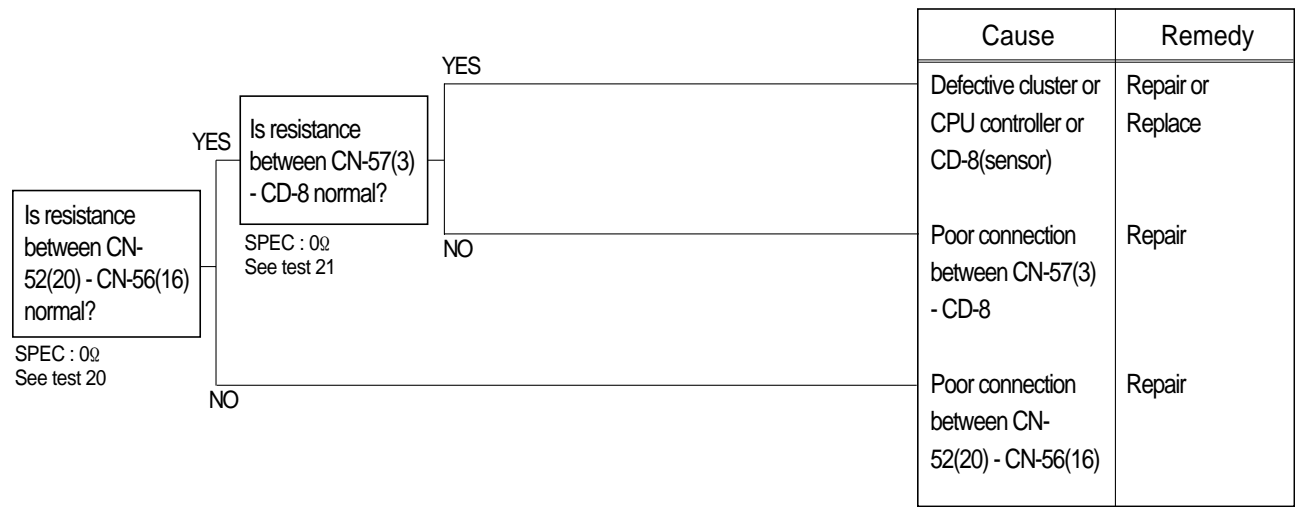 Is resistance
between CN-
52(20) - CN-56(16)
normal?
SPEC : 0Ω
See test 20
YES
NO
Is resistance
between CN-57(3)
- CD-8 normal?
SPEC : 0Ω
See test 21
YES
NO
Cause Remedy
Defective cluster or Repair or
CPU controller or Replace
CD-8(sensor)
Poor connection Repair
between CN-57(3)
- CD-8
Poor connection Repair
between CN-
52(20) - CN-56(16)